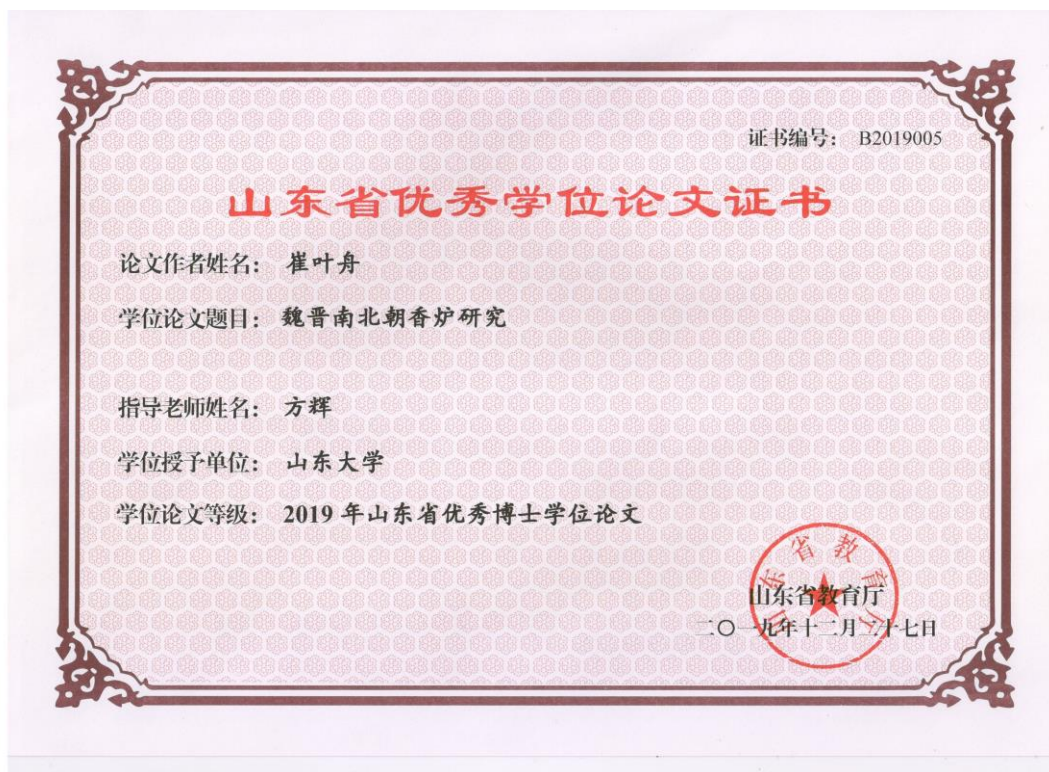 证书编号： B2019005
山东省优秀学位论文证书
论文作者姓名： 崔叶舟
学位论文题目： 魏晋南北朝香炉研究
指导老师姓名： 方辉
学位授予单位： 山东大学
学位论文等级： 2019 年山东省优秀博士学位论文
山东省教育厅
山东省教育厅
二〇一九年十二月二十七日